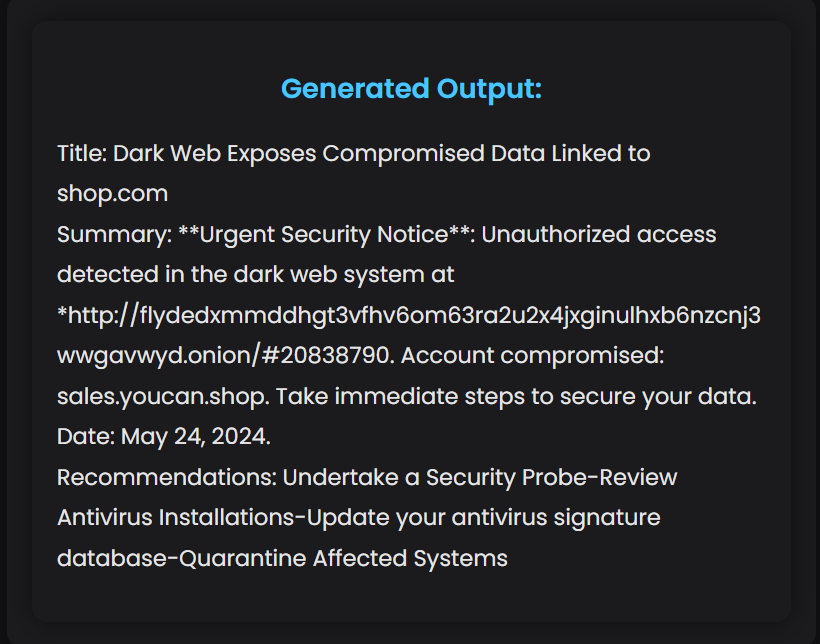 Generated Output:
Title: Dark Web Exposes Compromised Data Linked to
shop.com
Summary: **Urgent Security Notice**: Unauthorized access
detected in the dark web system at
*http://flydedxmmddhgt3vfhv6om63ra2u2x4jxginulhxb6nzcnj3
wwgavwyd.onion/#20838790. Account compromised:
sales.youcan.shop. Take immediate steps to secure your data.
Date: May 24, 2024.
Recommendations: Undertake a Security Probe-Review
Antivirus Installations-Update your antivirus signature
database-Quarantine Affected Systems